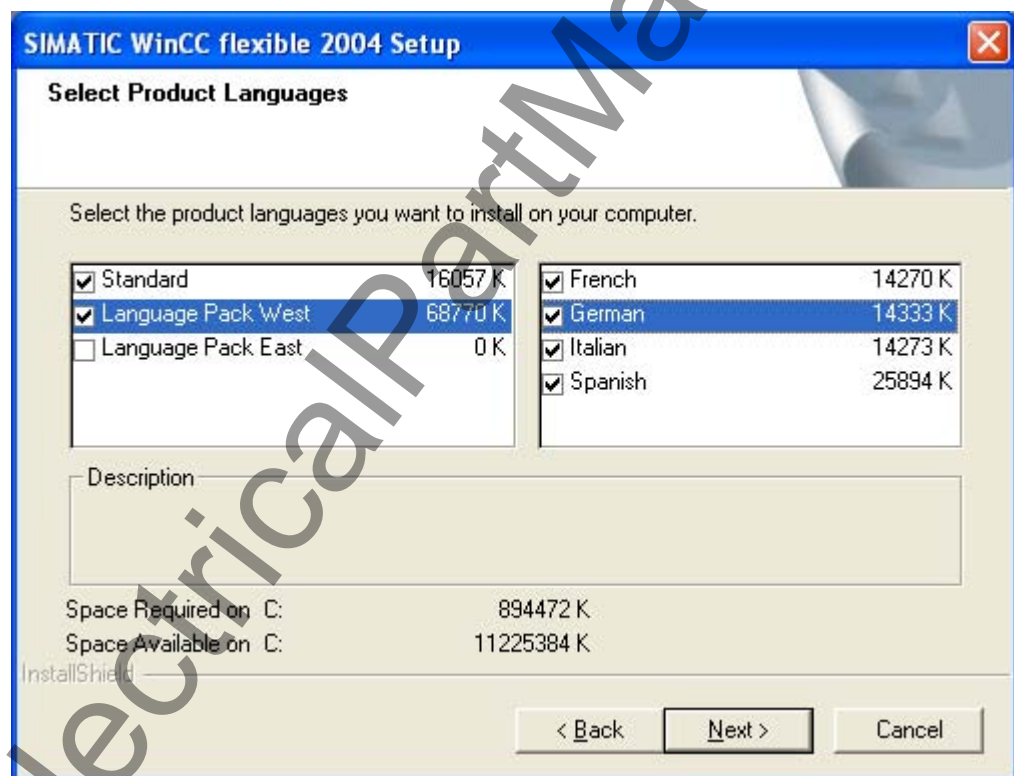 SIMATIC WinCC flexible 2004 Setup
Select Product Languages
Select the product languages you want to install on your computer.
Standard 16057 K
Language Pack West 68770 K
Language Pack East 0 K
French 14270 K
German 14333 K
Italian 14273 K
Spanish 25894 K
Description
Space Required on C: 894472 K
Space Available on C: 11225384 K
InstallShield
< Back
Next >
Cancel
lectricalPartMa